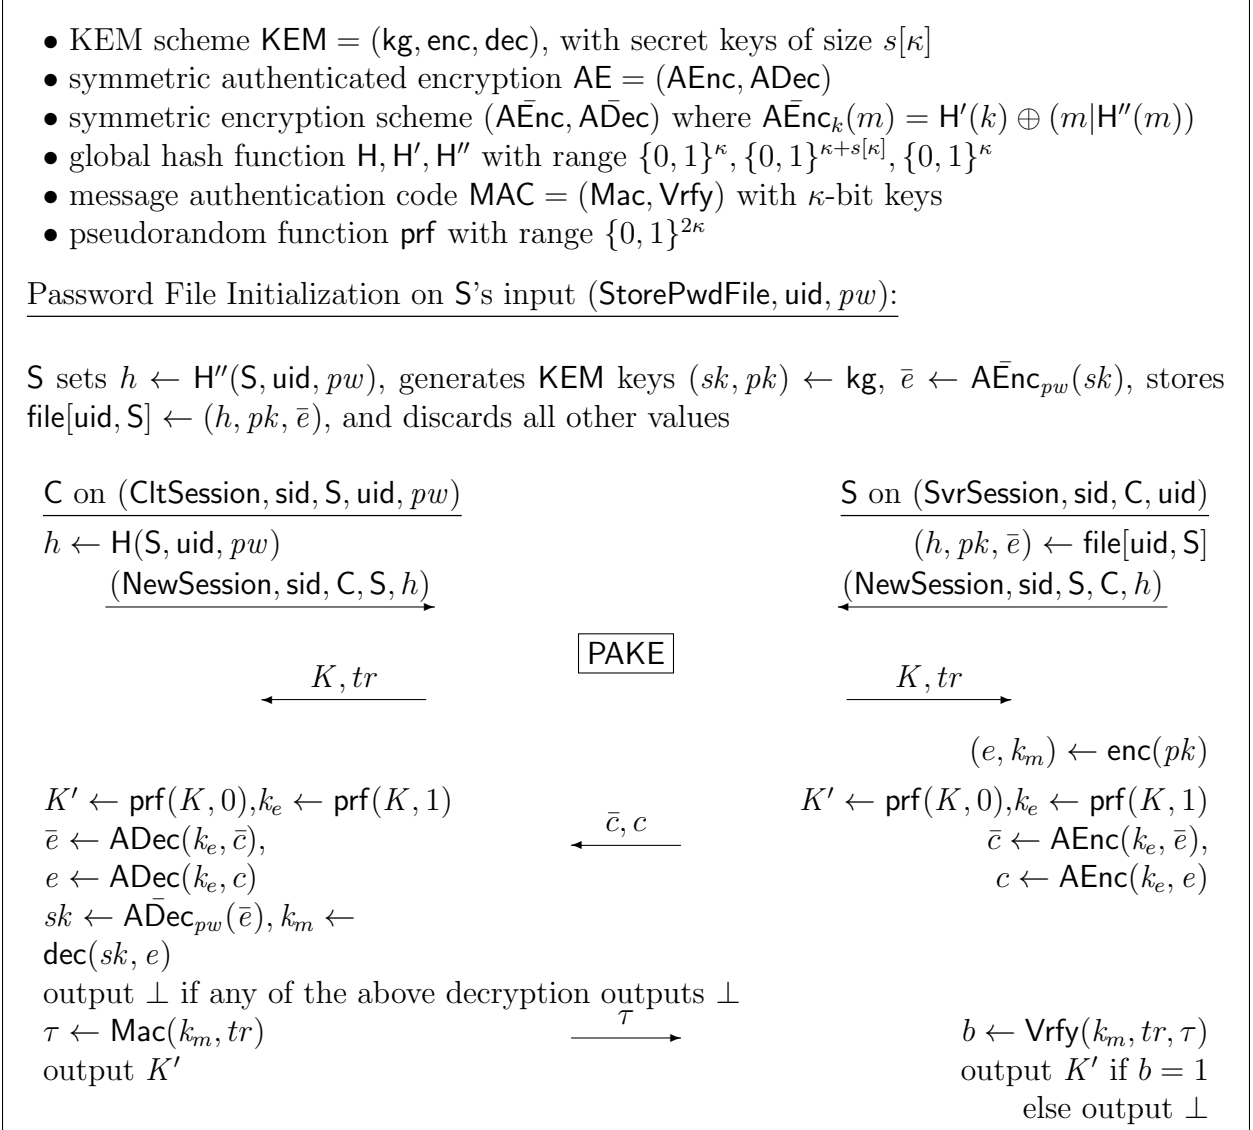 • KEM scheme KEM = (kg, enc, dec), with secret keys of size s[κ]
• symmetric authenticated encryption AE = (AEnc, ADec)
• symmetric encryption scheme (AĒnc, AD̄ec) where AĒnc_k(m) = H′(k) ⊕ (m|H″(m))
• global hash function H, H′, H″ with range {0, 1}^κ, {0, 1}^{κ+s[κ]}, {0, 1}^κ
• message authentication code MAC = (Mac, Vrfy) with κ-bit keys
• pseudorandom function prf with range {0, 1}^{2κ}
Password File Initialization on S's input (StorePwdFile, uid, pw):
S sets h ← H″(S, uid, pw), generates KEM keys (sk, pk) ← kg, ē ← AĒnc_pw(sk), stores
file[uid, S] ← (h, pk, ē), and discards all other values
C on (CltSession, sid, S, uid, pw) S on (SvrSession, sid, C, uid)
h ← H(S, uid, pw) (h, pk, ē) ← file[uid, S]
(NewSession, sid, C, S, h) (NewSession, sid, S, C, h)
PAKE
K, tr K, tr
(e, k_m) ← enc(pk)
K′ ← prf(K, 0),k_e ← prf(K, 1) K′ ← prf(K, 0),k_e ← prf(K, 1)
ē ← ADec(k_e, c̄), c̄, c c̄ ← AEnc(k_e, ē),
e ← ADec(k_e, c) c ← AEnc(k_e, e)
sk ← AD̄ec_pw(ē), k_m ←
dec(sk, e)
output ⊥ if any of the above decryption outputs ⊥
τ ← Mac(k_m, tr) τ b ← Vrfy(k_m, tr, τ)
output K′ output K′ if b = 1
else output ⊥